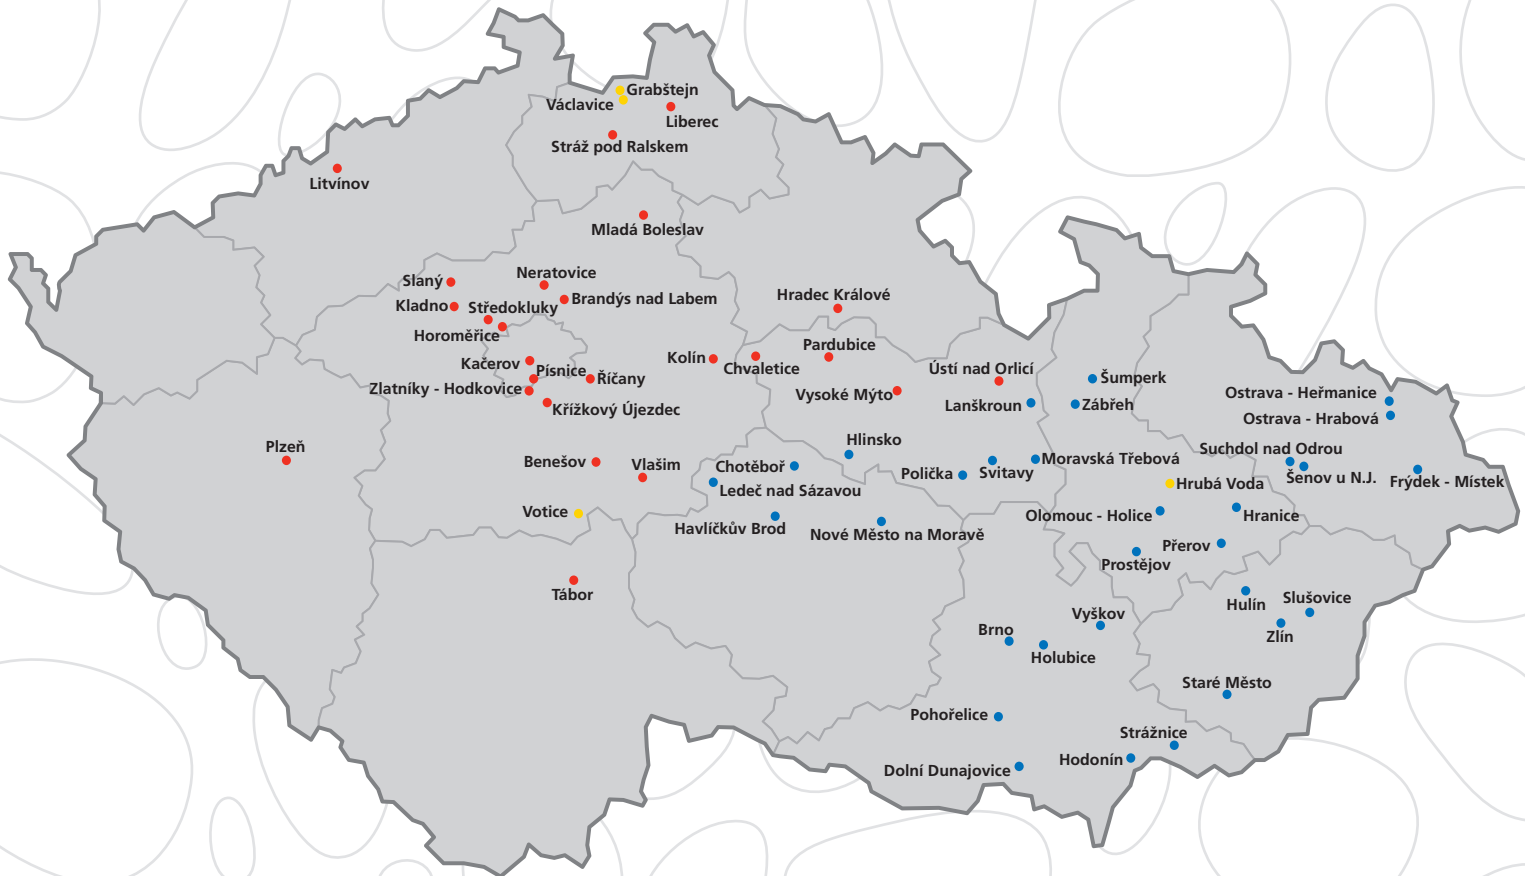 Grabštejn
Václavice
Liberec
Stráž pod Ralskem
Litvínov
Mladá Boleslav
Slaný
Neratovice
Kladno
Středokluky
Brandýs nad Labem
Hradec Králové
Horoměřice
Kačerov
Písnice
Říčany
Kolín
Chvaletice
Pardubice
Zlatníky - Hodkovice
Křížkový Újezdec
Vysoké Mýto
Ústí nad Orlicí
Lanškroun
Šumperk
Zábřeh
Ostrava - Heřmanice
Ostrava - Hrabová
Plzeň
Benešov
Vlašim
Chotěboř
Hlinsko
Ledeč nad Sázavou
Polička
Svitavy
Moravská Třebová
Suchdol nad Odrou
Šenov u N.J.
Frýdek - Místek
Hrubá Voda
Votice
Havlíčkův Brod
Nové Město na Moravě
Olomouc - Holice
Hranice
Přerov
Prostějov
Tábor
Hulín
Slušovice
Vyškov
Brno
Zlín
Holubice
Staré Město
Pohořelice
Strážnice
Hodonín
Dolní Dunajovice